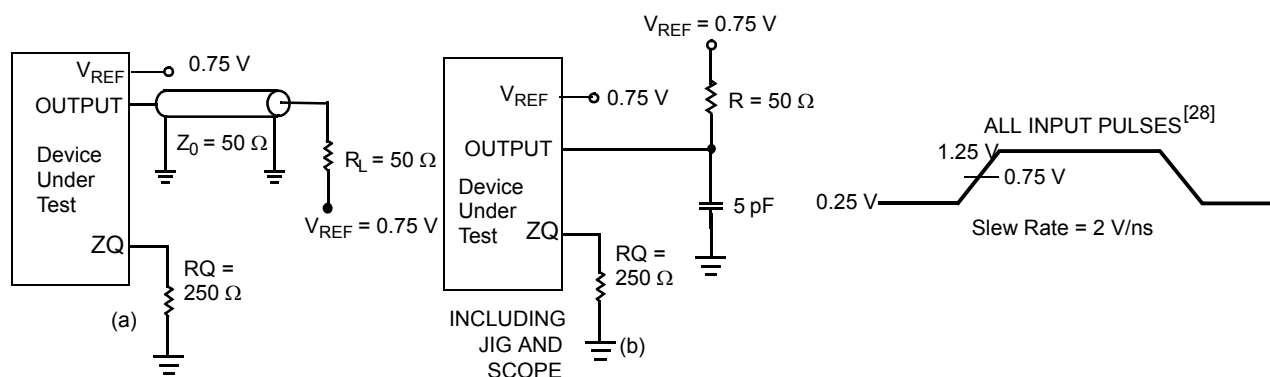 V_REF 0.75 V
OUTPUT
Z0 = 50 Ω
Device
Under
Test
R_L = 50 Ω
V_REF = 0.75 V
ZQ
RQ =
250 Ω
(a)
V_REF = 0.75 V
R = 50 Ω
V_REF 0.75 V
OUTPUT
Device
Under
Test
5 pF
ZQ
RQ =
250 Ω
INCLUDING
JIG AND
SCOPE
(b)
ALL INPUT PULSES[28]
1.25 V
0.75 V
0.25 V
Slew Rate = 2 V/ns